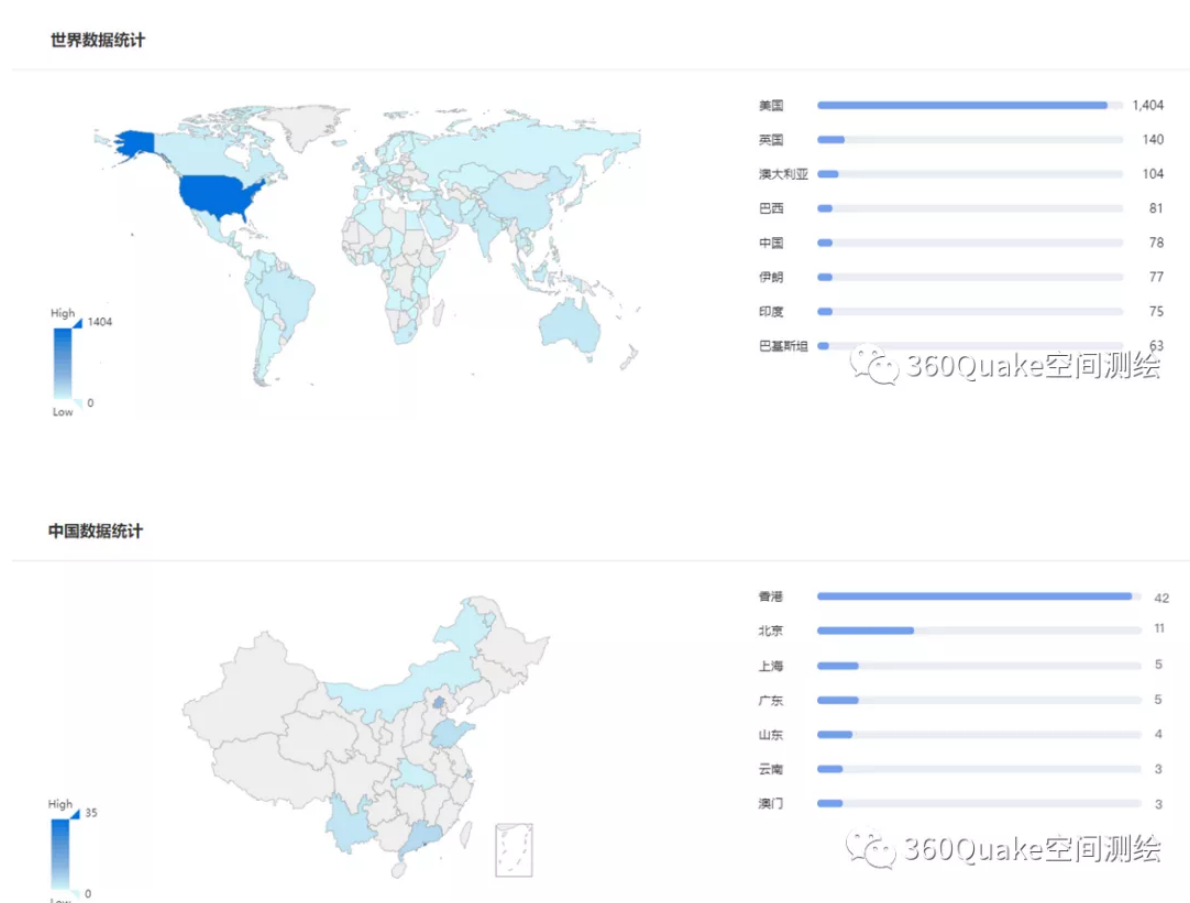 世界数据统计
美国 1,404
英国 140
澳大利亚 104
巴西 81
中国 78
伊朗 77
印度 75
巴基斯坦 63
High
1404
0
Low
360Quake空间测绘
中国数据统计
香港 42
北京 11
上海 5
广东 5
山东 4
云南 3
澳门 3
High
35
0
Low
360Quake空间测绘